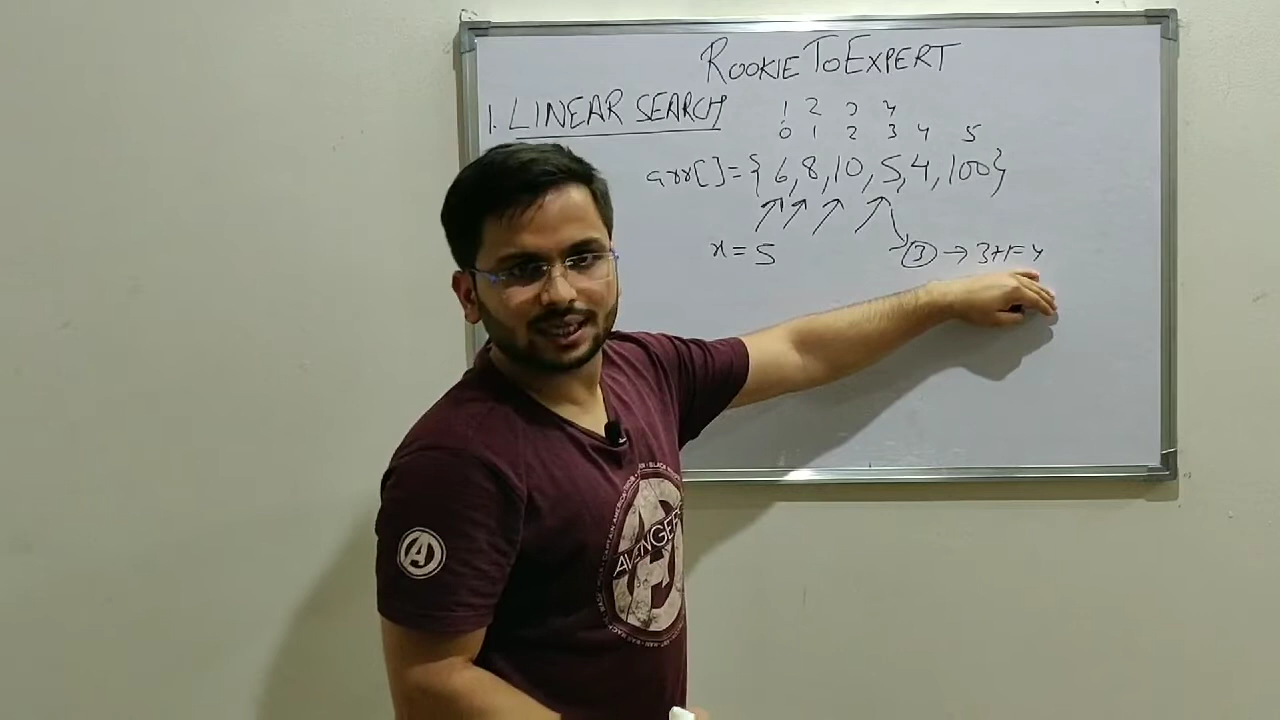 ROOKIETOEXPERT
1. LINEAR SEARCH
1 2 3 4
0 1 2 3 4 5
arr[]={6,8,10,5,4,100}
x=5
3 → 3+1=4
A
AVENGERS